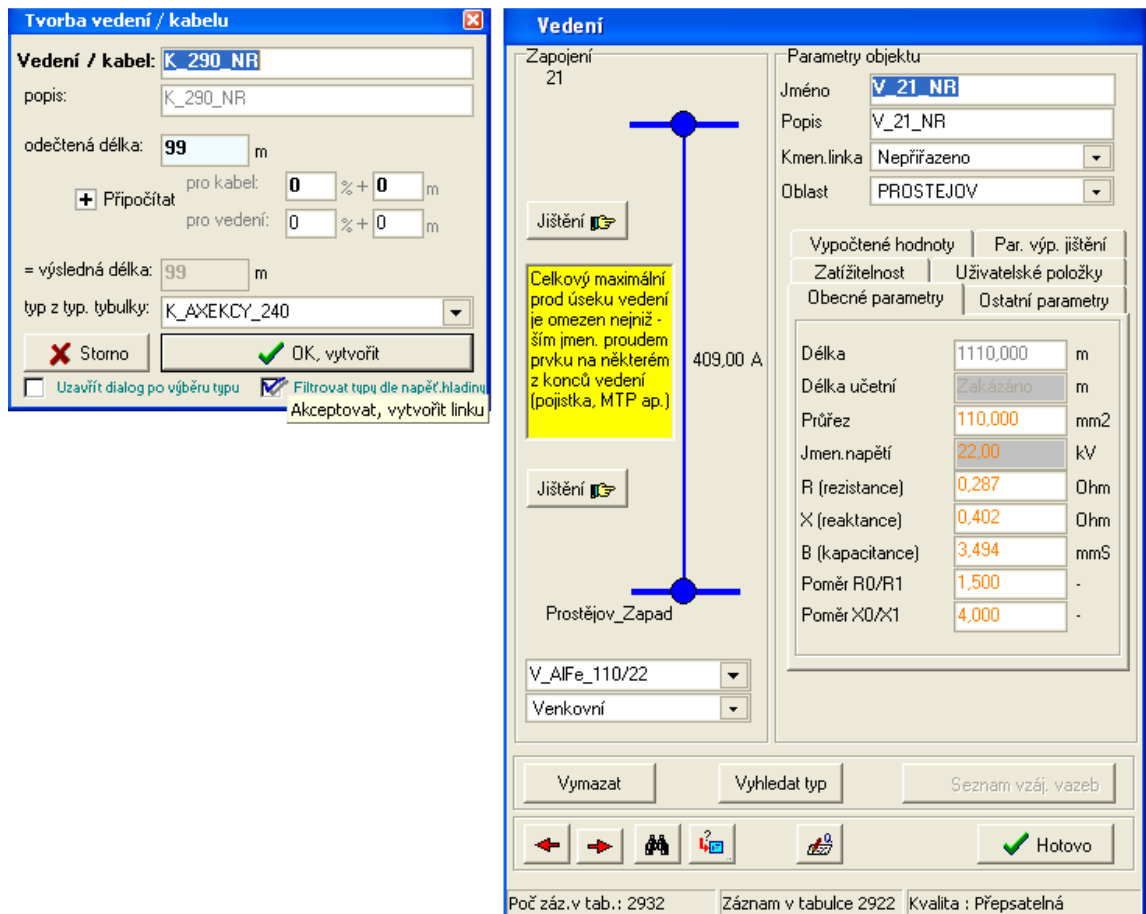 Tvorba vedení / kabelu
Vedení / kabel: K_290_NR
popis: K_290_NR
odečtená délka: 99 m
+ Připočítat
pro kabel: 0 % + 0 m
pro vedení: 0 % + 0 m
= výsledná délka: 99 m
typ z typ. tybulky: K_AXEKCY_240
Storno
OK, vytvořit
Uzavřít dialog po výběru typu
Filtrovat typy dle napěť.hladiny
Akceptovat, vytvořit linku
Vedení
Zapojení
21
Jištění
Celkový maximální
prod úseku vedení
je omezen nejniž -
ším jmen. proudem
prvku na některém
z konců vedení
(pojistka, MTP ap.)
409,00 A
Jištění
Prostějov_Zapad
V_AlFe_110/22
Venkovní
Parametry objektu
Jméno V_21_NR
Popis V_21_NR
Kmen.linka Nepřiřazeno
Oblast PROSTEJOV
Vypočtené hodnoty Par. výp. jištění
Zatížitelnost Uživatelské položky
Obecné parametry Ostatní parametry
Délka 1110,000 m
Délka učetní Zakázáno m
Průřez 110,000 mm2
Jmen.napětí 22,00 kV
R (rezistance) 0,287 Ohm
X (reaktance) 0,402 Ohm
B (kapacitance) 3,494 mmS
Poměr R0/R1 1,500 -
Poměr X0/X1 4,000 -
Vymazat
Vyhledat typ
Seznam vzáj. vazeb
Hotovo
Poč záz.v tab.: 2932
Záznam v tabulce 2922
Kvalita : Přepsatelná